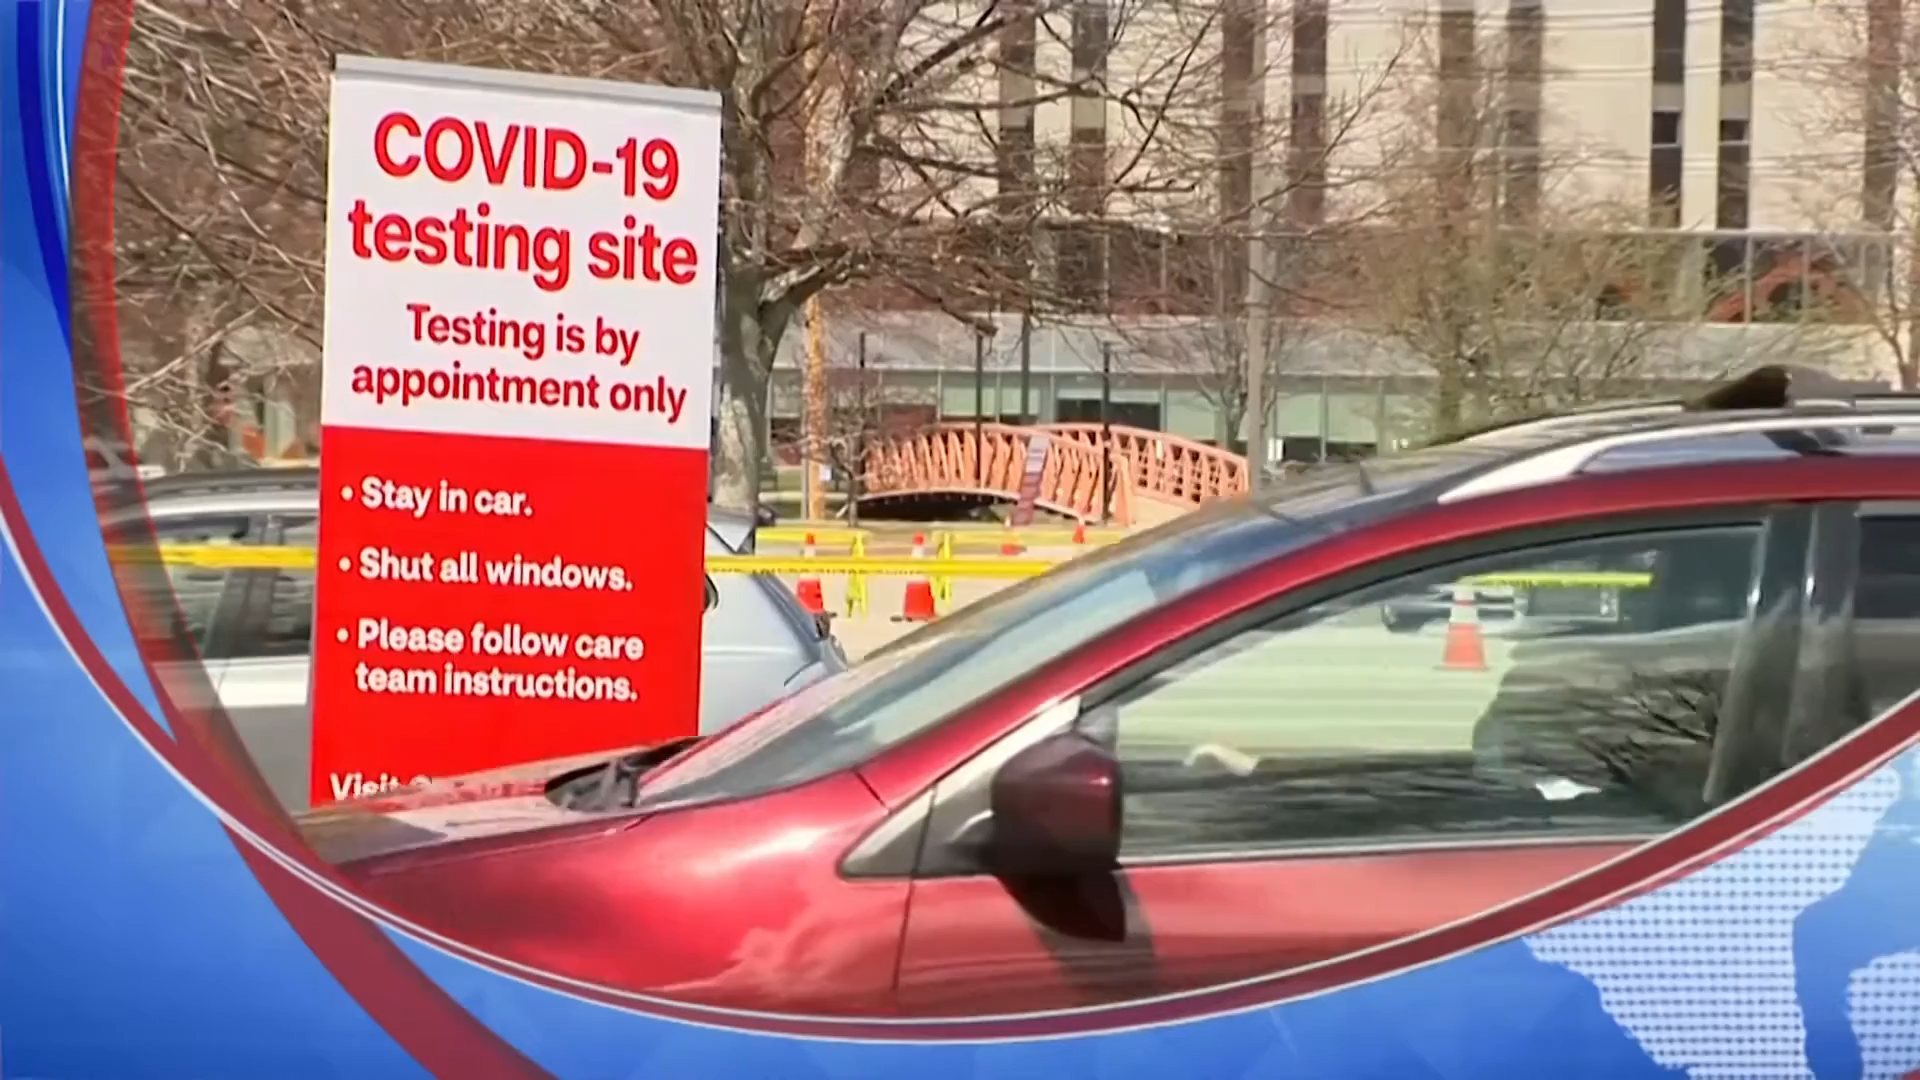 COVID-19
testing site
Testing is by
appointment only
• Stay in car.
• Shut all windows.
• Please follow care
team instructions.
Visit